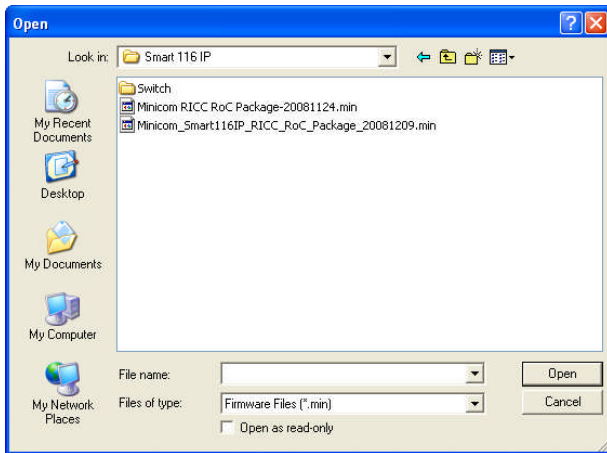 Open
Look in: Smart 116 IP
Switch
Minicom RICC RoC Package-20081124.min
Minicom_Smart116IP_RICC_RoC_Package_20081209.min
My Recent
Documents
Desktop
My Documents
My Computer
My Network
Places
File name:
Open
Files of type: Firmware Files (*.min)
Cancel
Open as read-only